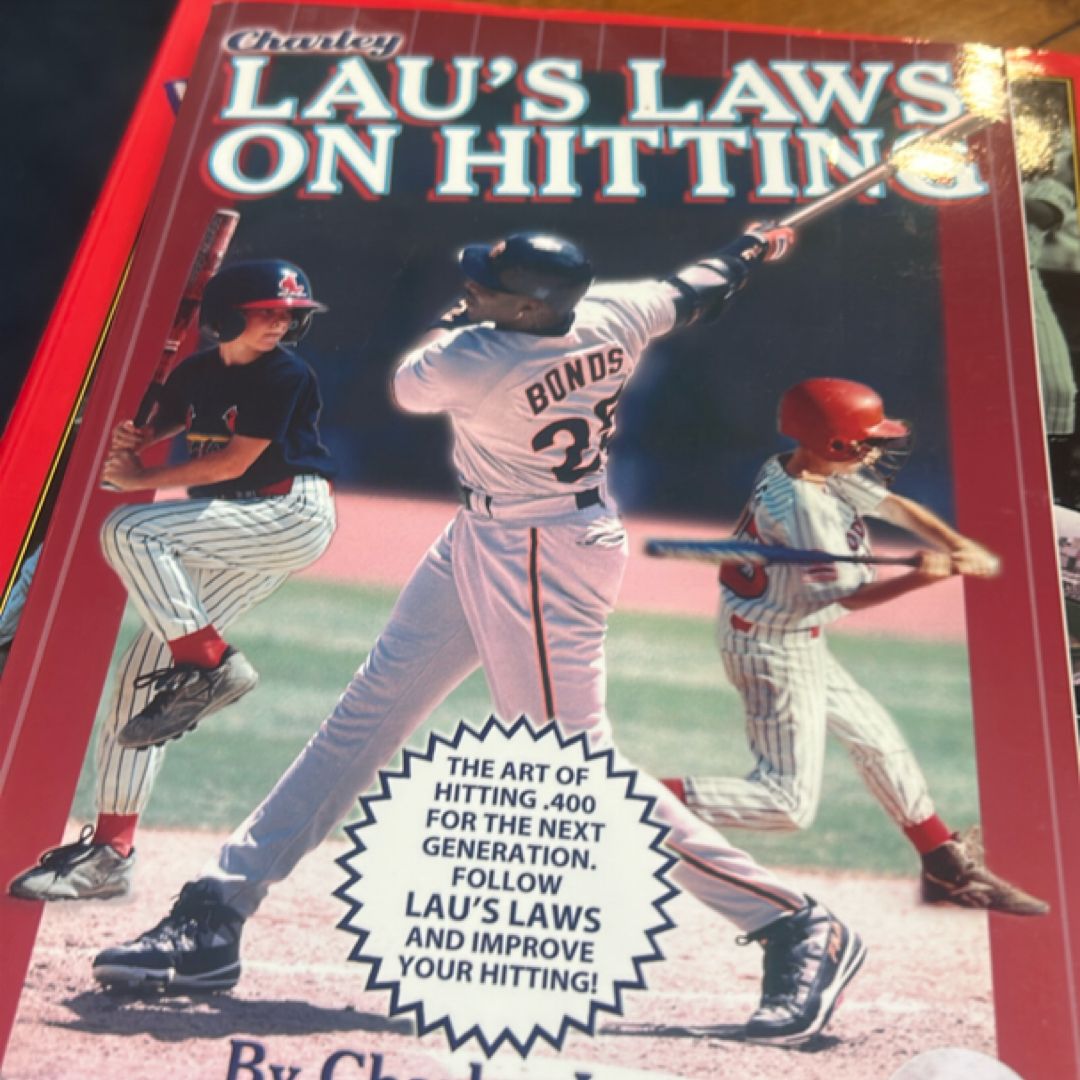 Charley
LAU'S LAWS
ON HITTING
BONDS
THE ART OF
HITTING .400
FOR THE NEXT
GENERATION.
FOLLOW
LAU'S LAWS
AND IMPROVE
YOUR HITTING!
By